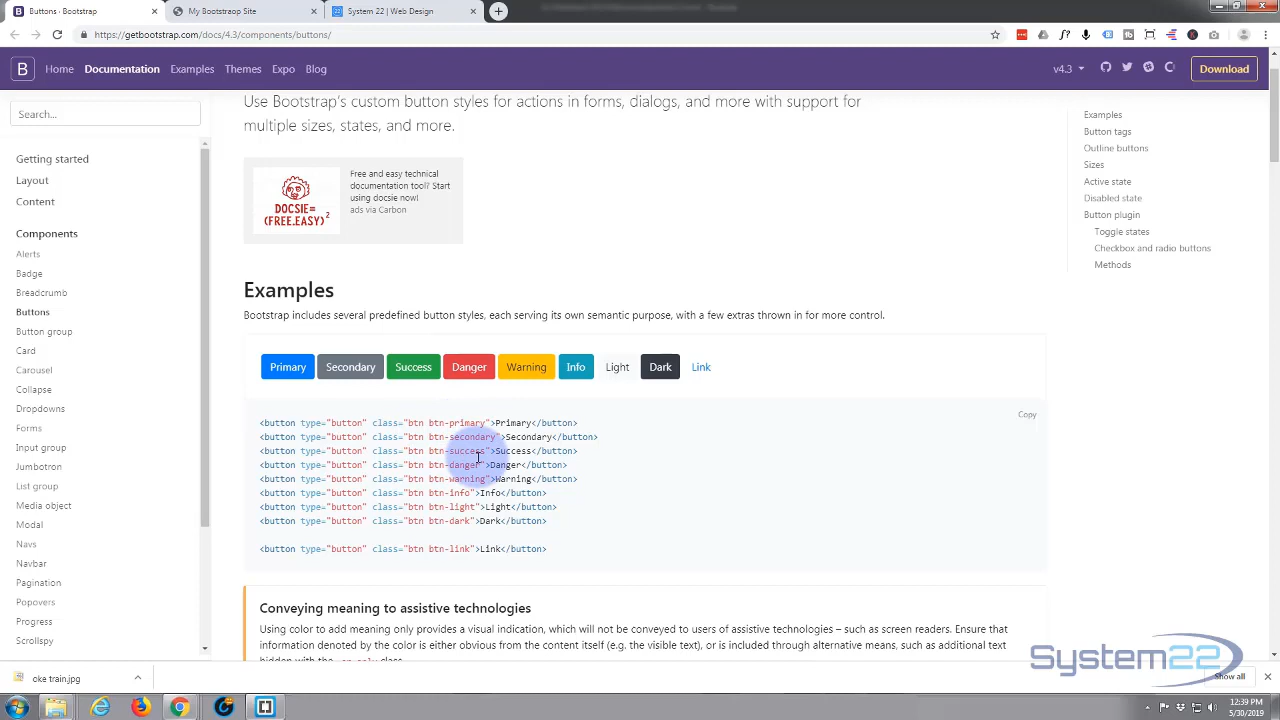 Buttons · Bootstrap
My Bootstraop Site
System 22 | Web Design
https://getbootstrap.com/docs/4.3/components/buttons/
B
Home
Documentation
Examples
Themes
Expo
Blog
v4.3
Download
Search...
Getting started
Layout
Content
Components
Alerts
Badge
Breadcrumb
Buttons
Button group
Card
Carousel
Collapse
Dropdowns
Forms
Input group
Jumbotron
List group
Media object
Modal
Navs
Navbar
Pagination
Popovers
Progress
Scrollspy
Use Bootstrap's custom button styles for actions in forms, dialogs, and more with support for
multiple sizes, states, and more.
DOCSIE=
(FREE.EASY)²
Free and easy technical
documentation tool? Start
using docsie now!
ads via Carbon
Examples
Bootstrap includes several predefined button styles, each serving its own semantic purpose, with a few extras thrown in for more control.
Primary
Secondary
Success
Danger
Warning
Info
Light
Dark
Link
Copy
<button type="button" class="btn btn-primary">Primary</button>
<button type="button" class="btn btn-secondary">Secondary</button>
<button type="button" class="btn btn-success">Success</button>
<button type="button" class="btn btn-danger">Danger</button>
<button type="button" class="btn btn-warning">Warning</button>
<button type="button" class="btn btn-info">Info</button>
<button type="button" class="btn btn-light">Light</button>
<button type="button" class="btn btn-dark">Dark</button>
<button type="button" class="btn btn-link">Link</button>
Conveying meaning to assistive technologies
Using color to add meaning only provides a visual indication, which will not be conveyed to users of assistive technologies – such as screen readers. Ensure that
information denoted by the color is either obvious from the content itself (e.g. the visible text), or is included through alternative means, such as additional text
Examples
Button tags
Outline buttons
Sizes
Active state
Disabled state
Button plugin
Toggle states
Checkbox and radio buttons
Methods
System22
oke train.jpg
Show all
12:39 PM
5/30/2019